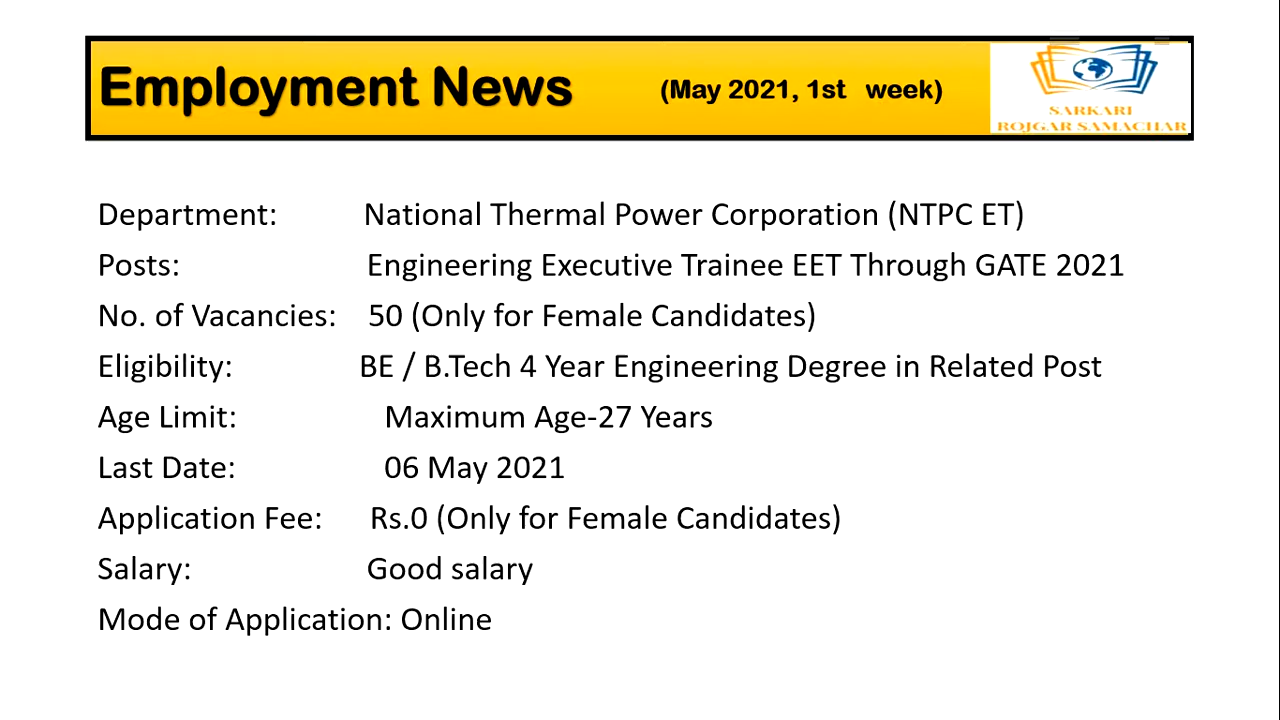 Employment News (May 2021, 1st week)
SARKARI
ROJGAR SAMACHAR
Department: National Thermal Power Corporation (NTPC ET)
Posts: Engineering Executive Trainee EET Through GATE 2021
No. of Vacancies: 50 (Only for Female Candidates)
Eligibility: BE / B.Tech 4 Year Engineering Degree in Related Post
Age Limit: Maximum Age-27 Years
Last Date: 06 May 2021
Application Fee: Rs.0 (Only for Female Candidates)
Salary: Good salary
Mode of Application: Online